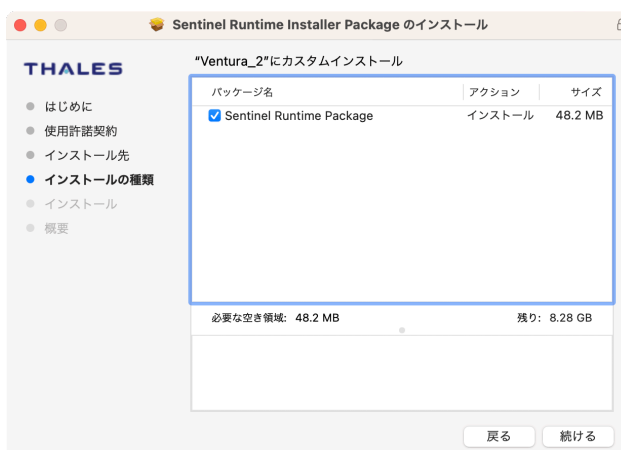 Sentinel Runtime Installer Package のインストール
THALES
はじめに
使用許諾契約
インストール先
インストールの種類
インストール
概要
“Ventura_2”にカスタムインストール
パッケージ名 アクション サイズ
Sentinel Runtime Package インストール 48.2 MB
必要な空き領域: 48.2 MB 残り: 8.28 GB
戻る 続ける